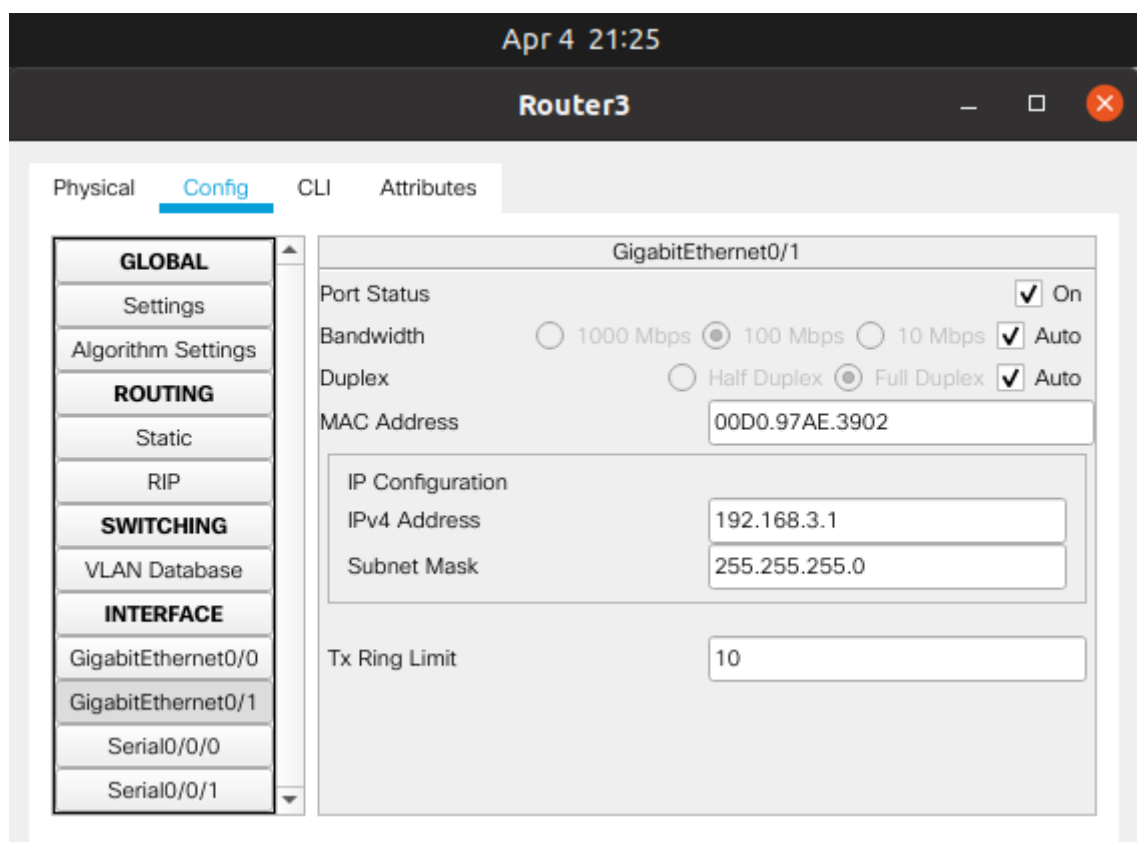 Apr 4 21:25
Router3
Physical Config CLI Attributes
GLOBAL
Settings
Algorithm Settings
ROUTING
Static
RIP
SWITCHING
VLAN Database
INTERFACE
GigabitEthernet0/0
GigabitEthernet0/1
Serial0/0/0
Serial0/0/1
GigabitEthernet0/1
Port Status On
Bandwidth 1000 Mbps 100 Mbps 10 Mbps Auto
Duplex Half Duplex Full Duplex Auto
MAC Address 00D0.97AE.3902
IP Configuration
IPv4 Address 192.168.3.1
Subnet Mask 255.255.255.0
Tx Ring Limit 10